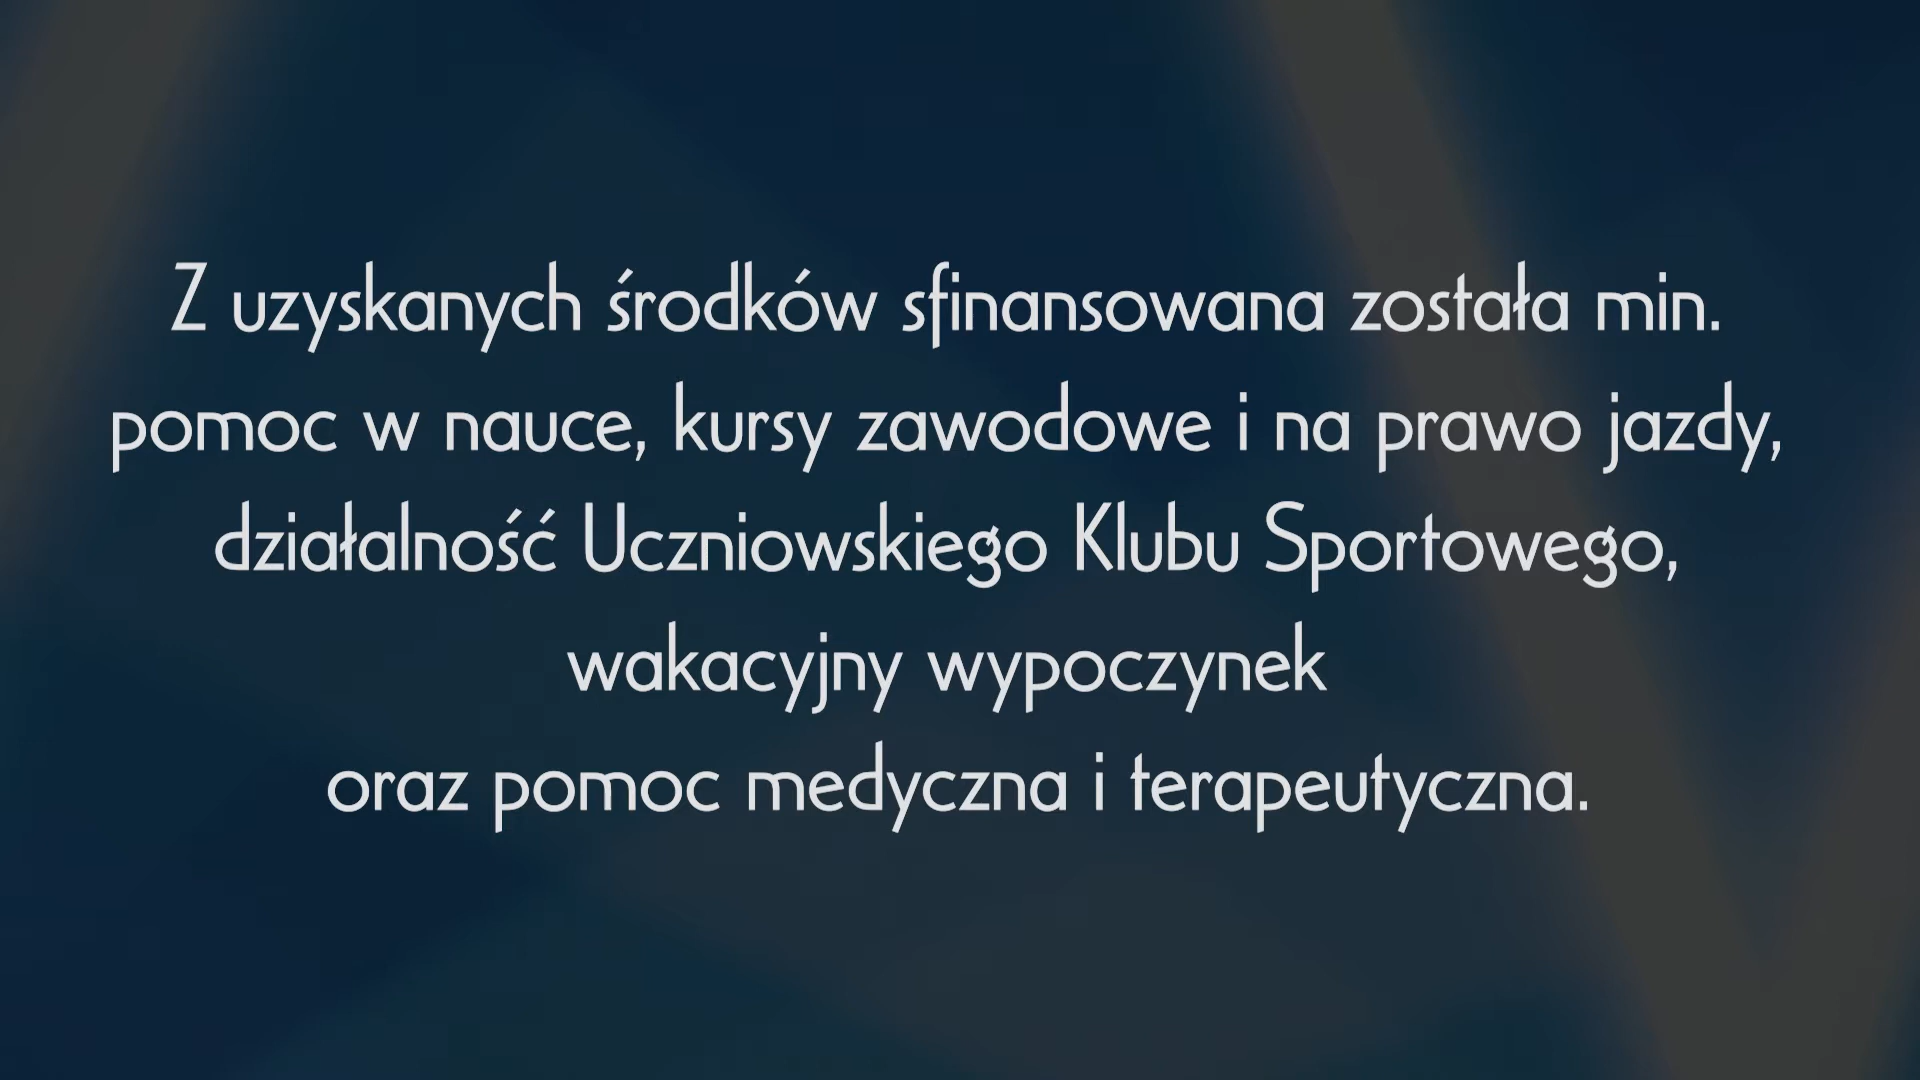 Z uzyskanych środków sfinansowana została min.
pomoc w nauce, kursy zawodowe i na prawo jazdy,
działalność Uczniowskiego Klubu Sportowego,
wakacyjny wypoczynek
oraz pomoc medyczna i terapeutyczna.